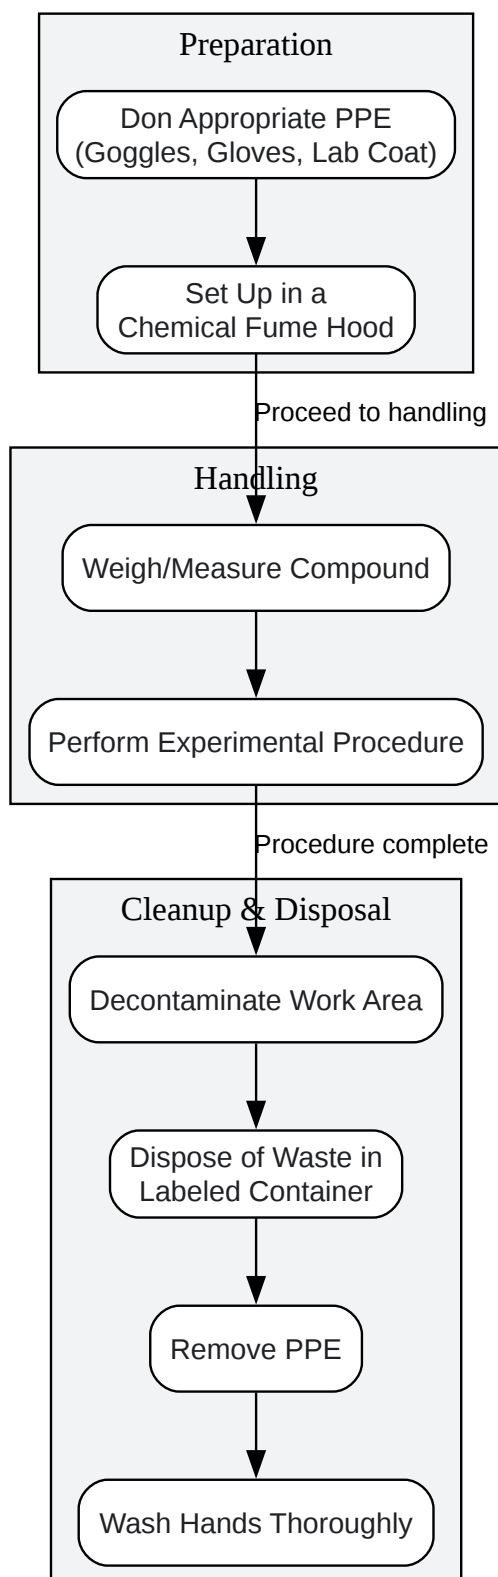 Preparation
Don Appropriate PPE
(Goggles, Gloves, Lab Coat)
Set Up in a
Chemical Fume Hood
Proceed to handling
Handling
Weigh/Measure Compound
Perform Experimental Procedure
Procedure complete
Cleanup & Disposal
Decontaminate Work Area
Dispose of Waste in
Labeled Container
Remove PPE
Wash Hands Thoroughly